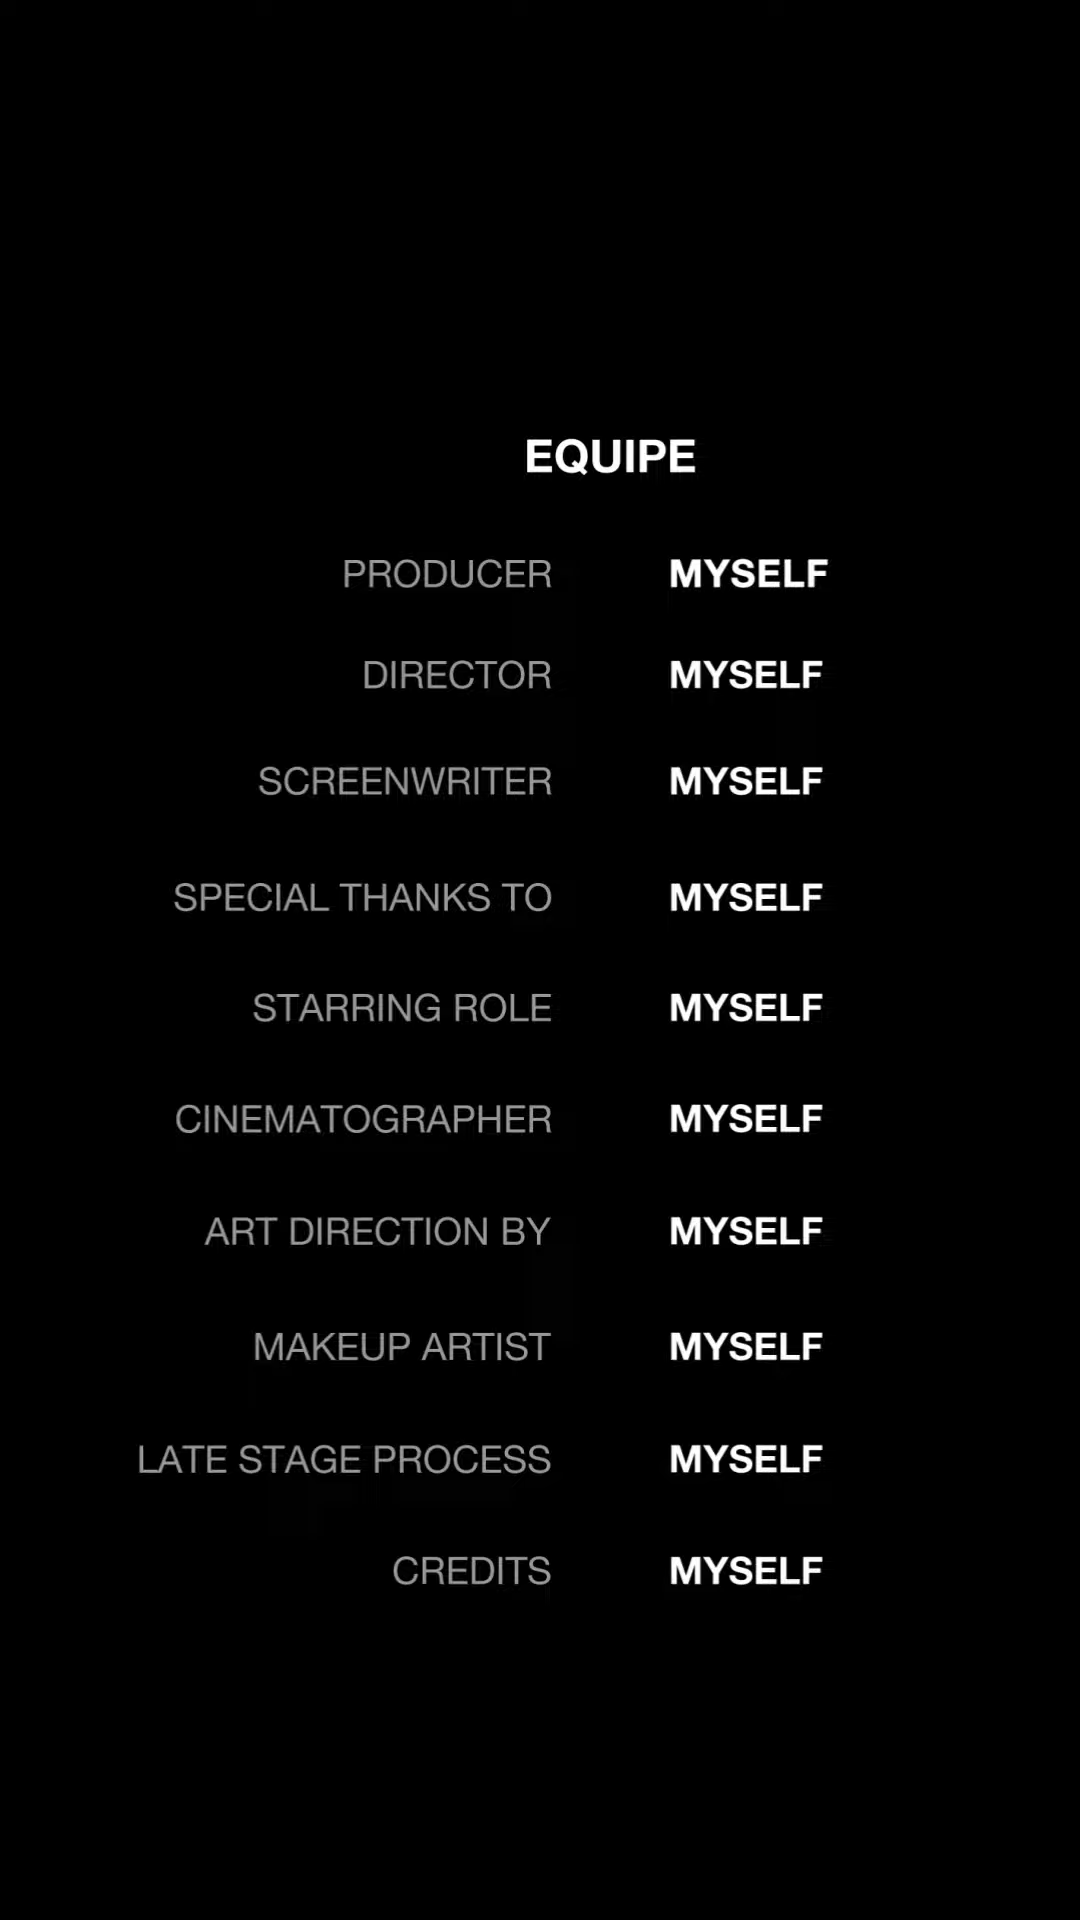 EQUIPE
PRODUCER MYSELF
DIRECTOR MYSELF
SCREENWRITER MYSELF
SPECIAL THANKS TO MYSELF
STARRING ROLE MYSELF
CINEMATOGRAPHER MYSELF
ART DIRECTION BY MYSELF
MAKEUP ARTIST MYSELF
LATE STAGE PROCESS MYSELF
CREDITS MYSELF